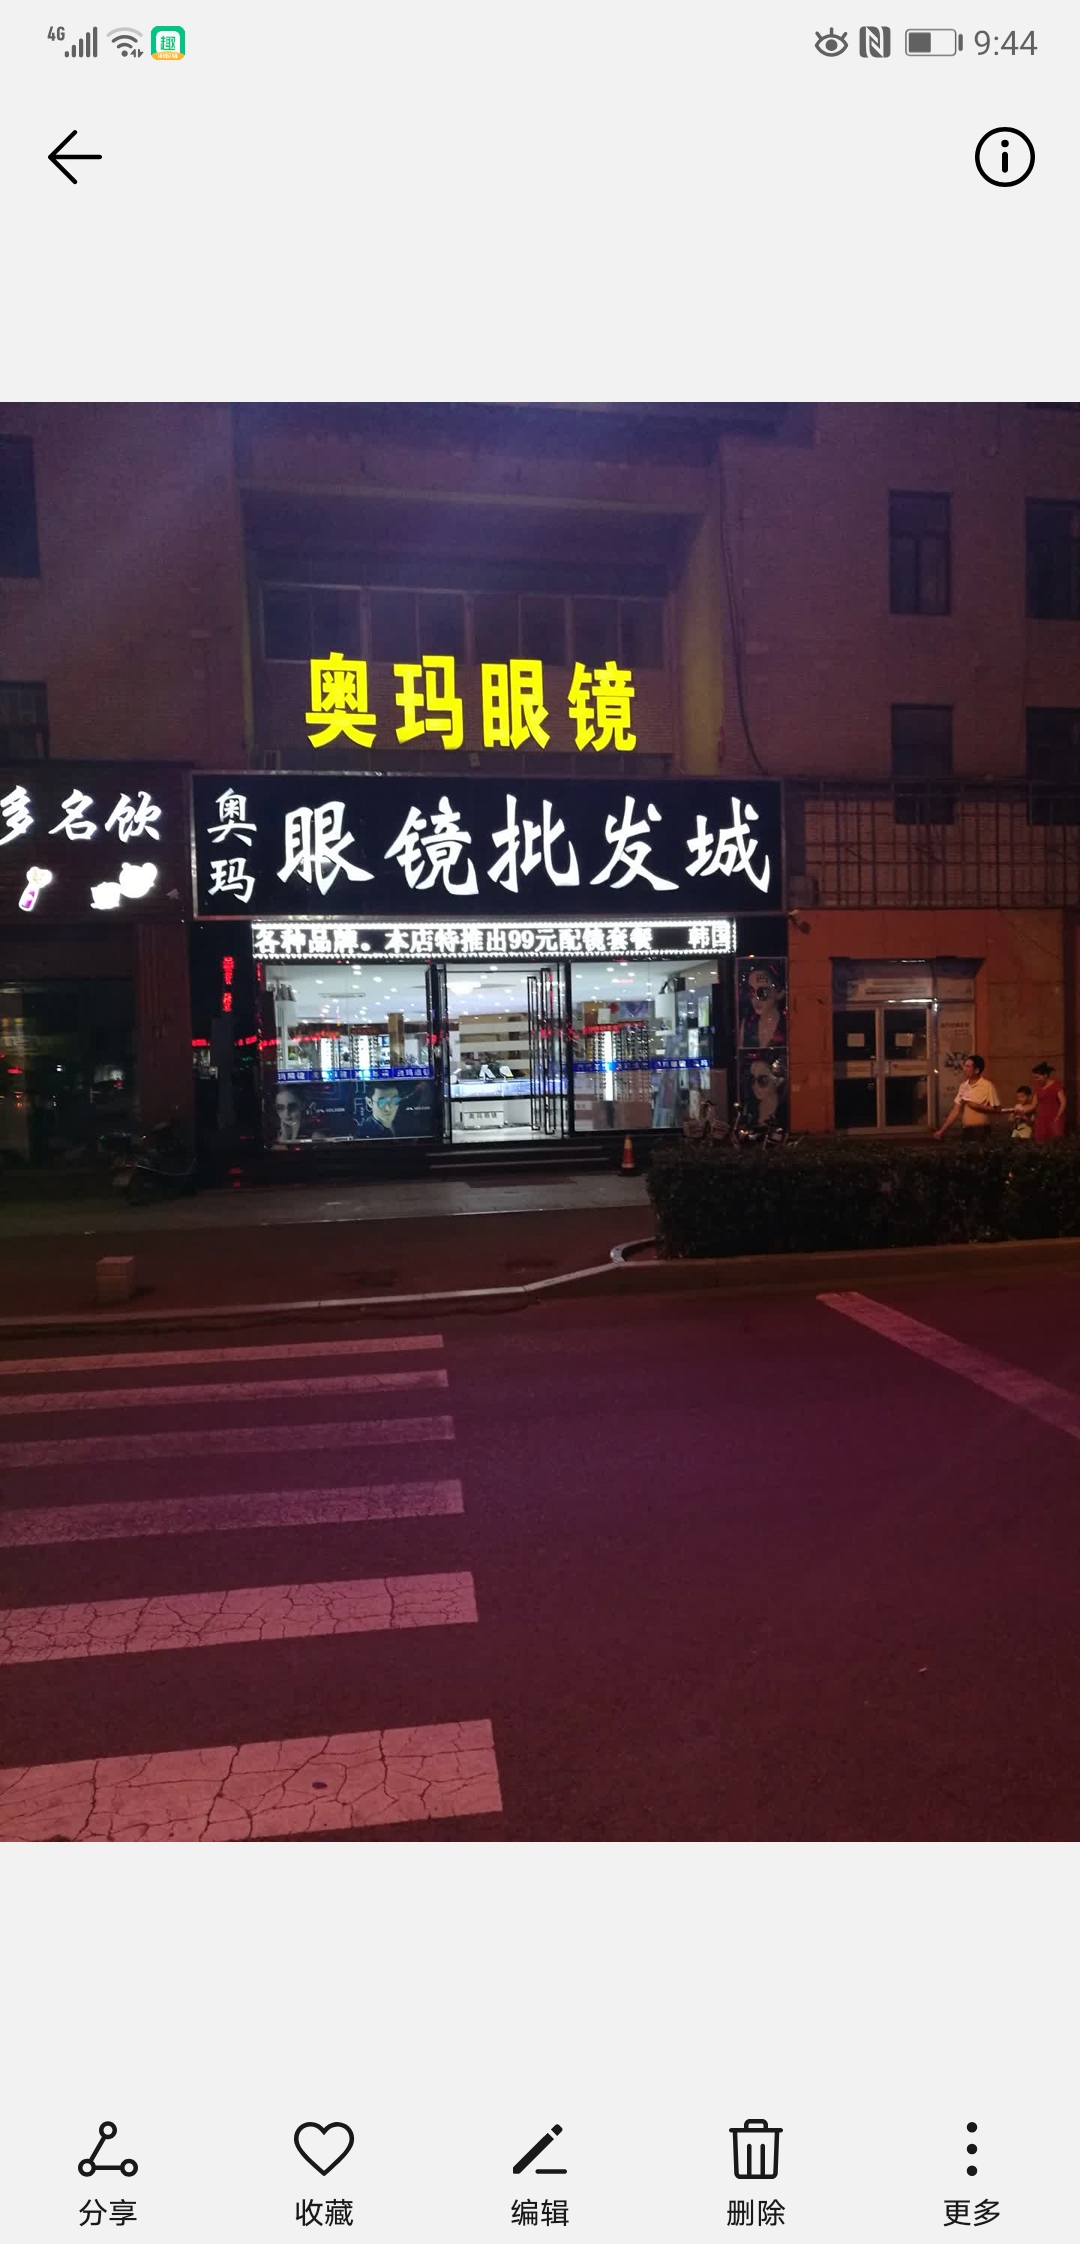 4G
趣
9:44
奥玛眼镜
多名饮
奥玛
眼镜批发城
各种品牌。本店特推出99元配镜套餐 韩国
分享
收藏
编辑
删除
更多